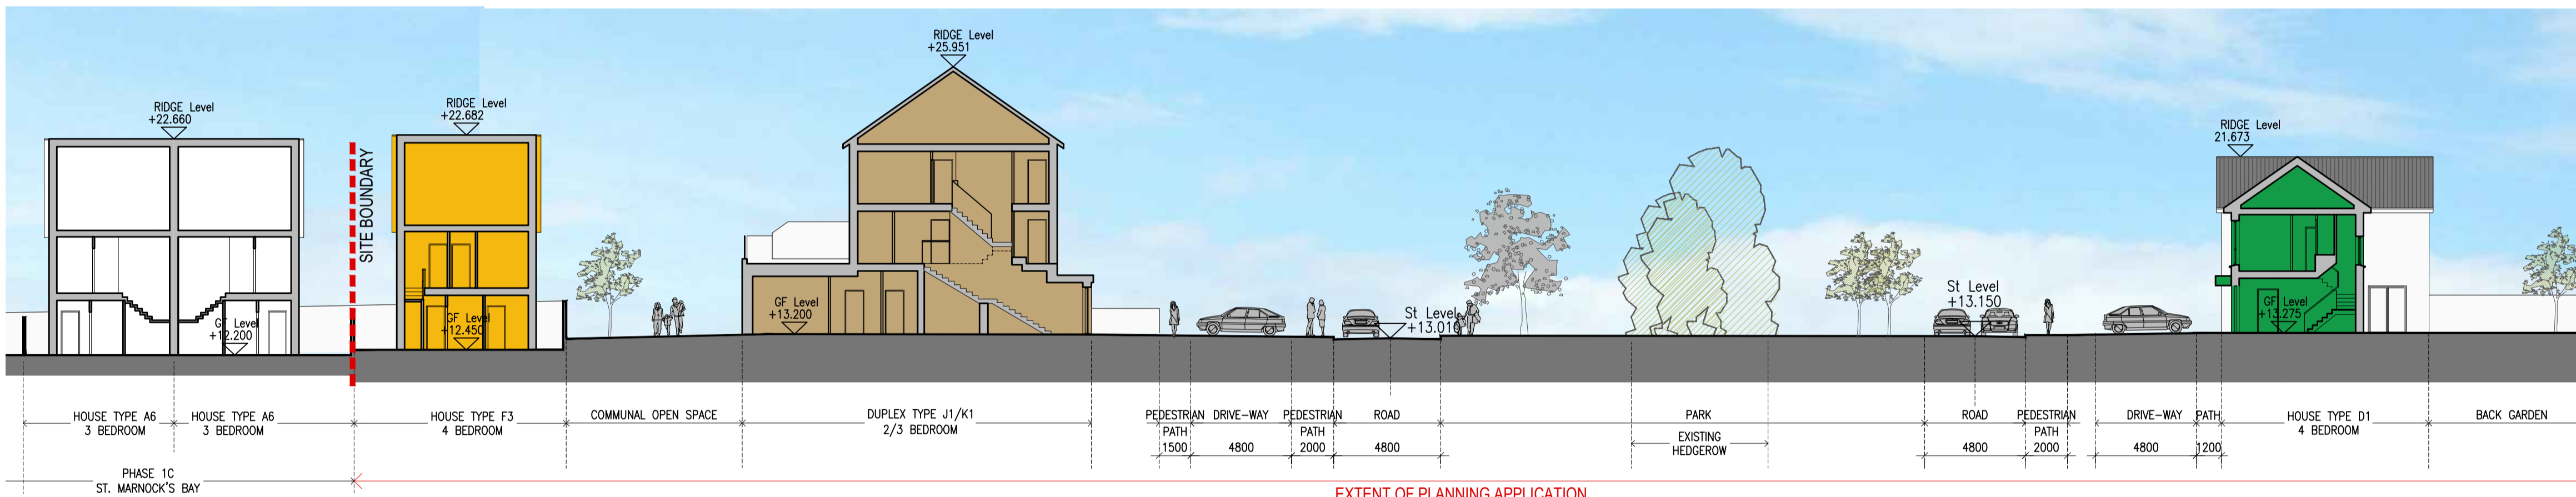 RIDGE Level
+22.660
RIDGE Level
+22.682
RIDGE Level
+25.951
RIDGE Level
21.673
SITE BOUNDARY
GF Level
+12.200
GF Level
+12.450
GF Level
+13.200
St Level
+13.010
St Level
+13.150
GF Level
+13.275
HOUSE TYPE A6
3 BEDROOM
HOUSE TYPE A6
3 BEDROOM
HOUSE TYPE F3
4 BEDROOM
COMMUNAL OPEN SPACE
DUPLEX TYPE J1/K1
2/3 BEDROOM
PEDESTRIAN
PATH
1500
DRIVE-WAY
4800
PEDESTRIAN
PATH
2000
ROAD
4800
PARK
EXISTING
HEDGEROW
ROAD
4800
PEDESTRIAN
PATH
2000
DRIVE-WAY
4800
PATH
1200
HOUSE TYPE D1
4 BEDROOM
BACK GARDEN
PHASE 1C
ST. MARNOCK'S BAY
EXTENT OF PLANNING APPLICATION